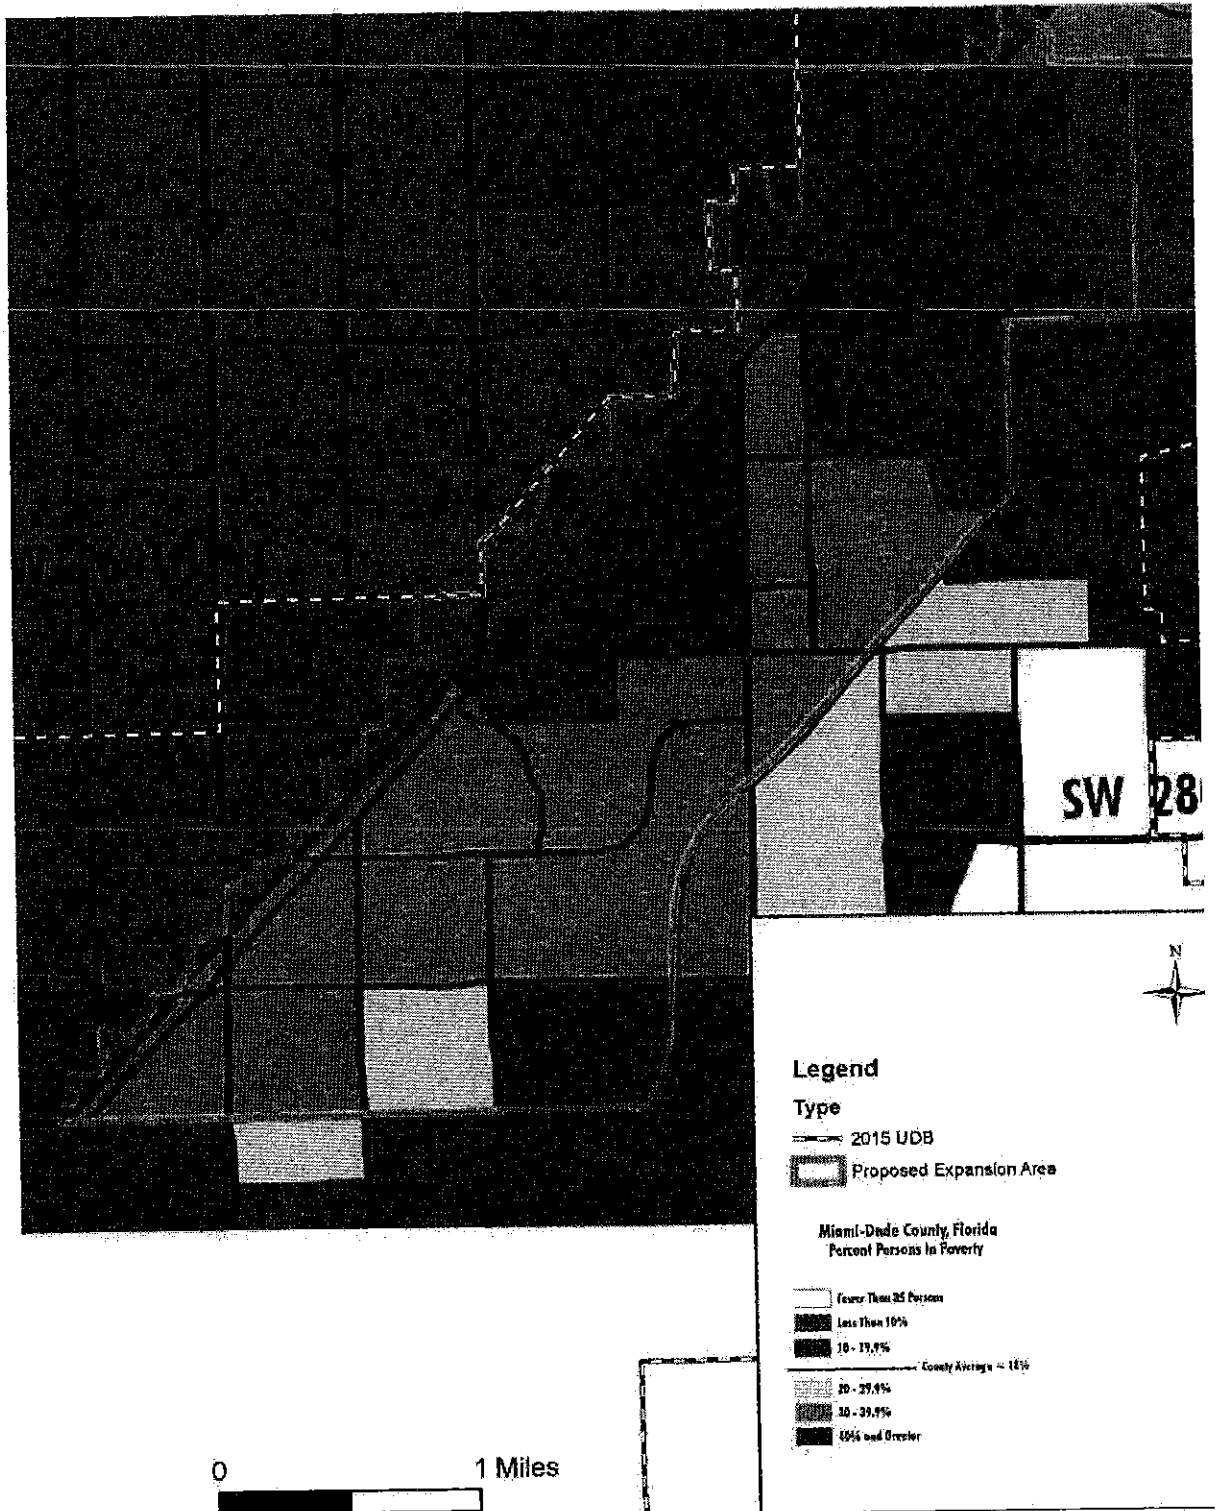 SW 28
N
Legend
Type
2015 UDB
Proposed Expansion Area
Miami-Dade County, Florida
Percent Persons In Poverty
Fewer Than 25 Persons
Less Than 10%
10 - 19.9%
County Average = 18%
20 - 29.9%
30 - 39.9%
40% and Greater
0 1 Miles